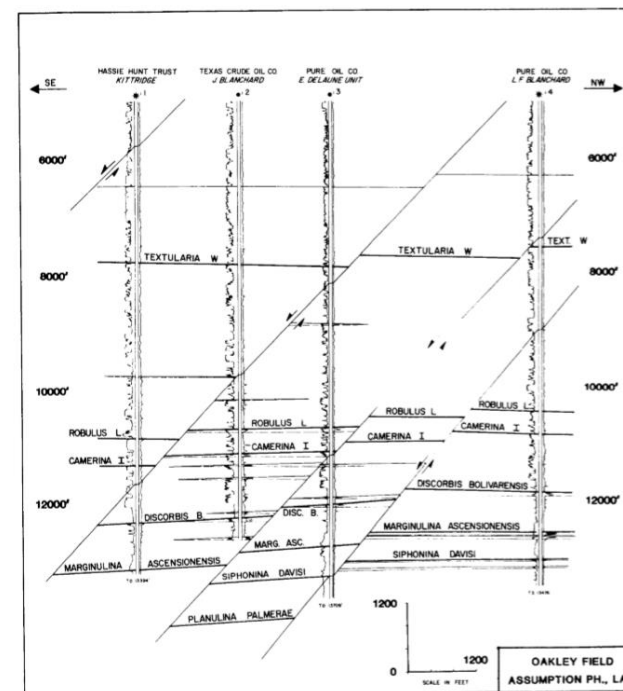 HASSIE HUNT TRUST
KITTRIDGE
TEXAS CRUDE OIL CO
J. BLANCHARD
PURE OIL CO
E. DELAUNE UNIT
PURE OIL CO
L. F. BLANCHARD
SE
1
2
3
4
NW
6000'
6000'
TEXTULARIA W
TEXTULARIA W
TEXT. W
8000'
8000'
10000'
10000'
ROBULUS L.
ROBULUS L
ROBULUS L
ROBULUS L.
CAMERINA I
CAMERINA I
CAMERINA I
CAMERINA I
12000'
12000'
DISCORBIS B.
DISC. B.
DISCORBIS BOLIVARENSIS
MARGINULINA ASCENSIONENSIS
MARG. ASC.
MARGINULINA ASCENSIONENSIS
SIPHONINA DAVISI
SIPHONINA DAVISI
PLANULINA PALMERAE
1200
0
1200
SCALE IN FEET
OAKLEY FIELD
ASSUMPTION PH., LA